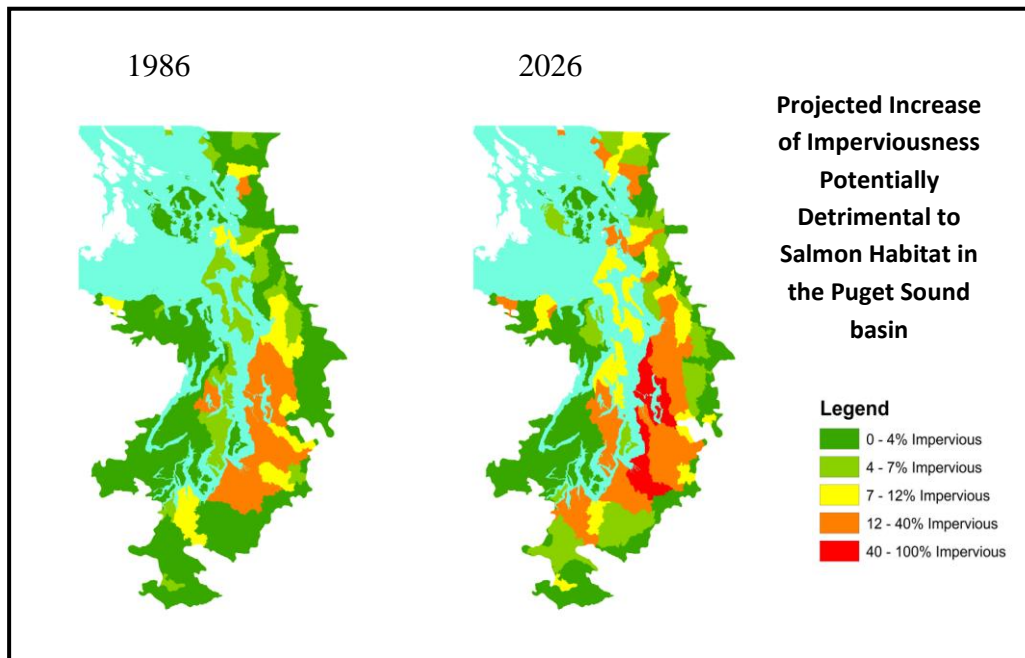 1986
2026
Projected Increase
of Imperviousness
Potentially
Detrimental to
Salmon Habitat in
the Puget Sound
basin
Legend
0 - 4% Impervious
4 - 7% Impervious
7 - 12% Impervious
12 - 40% Impervious
40 - 100% Impervious